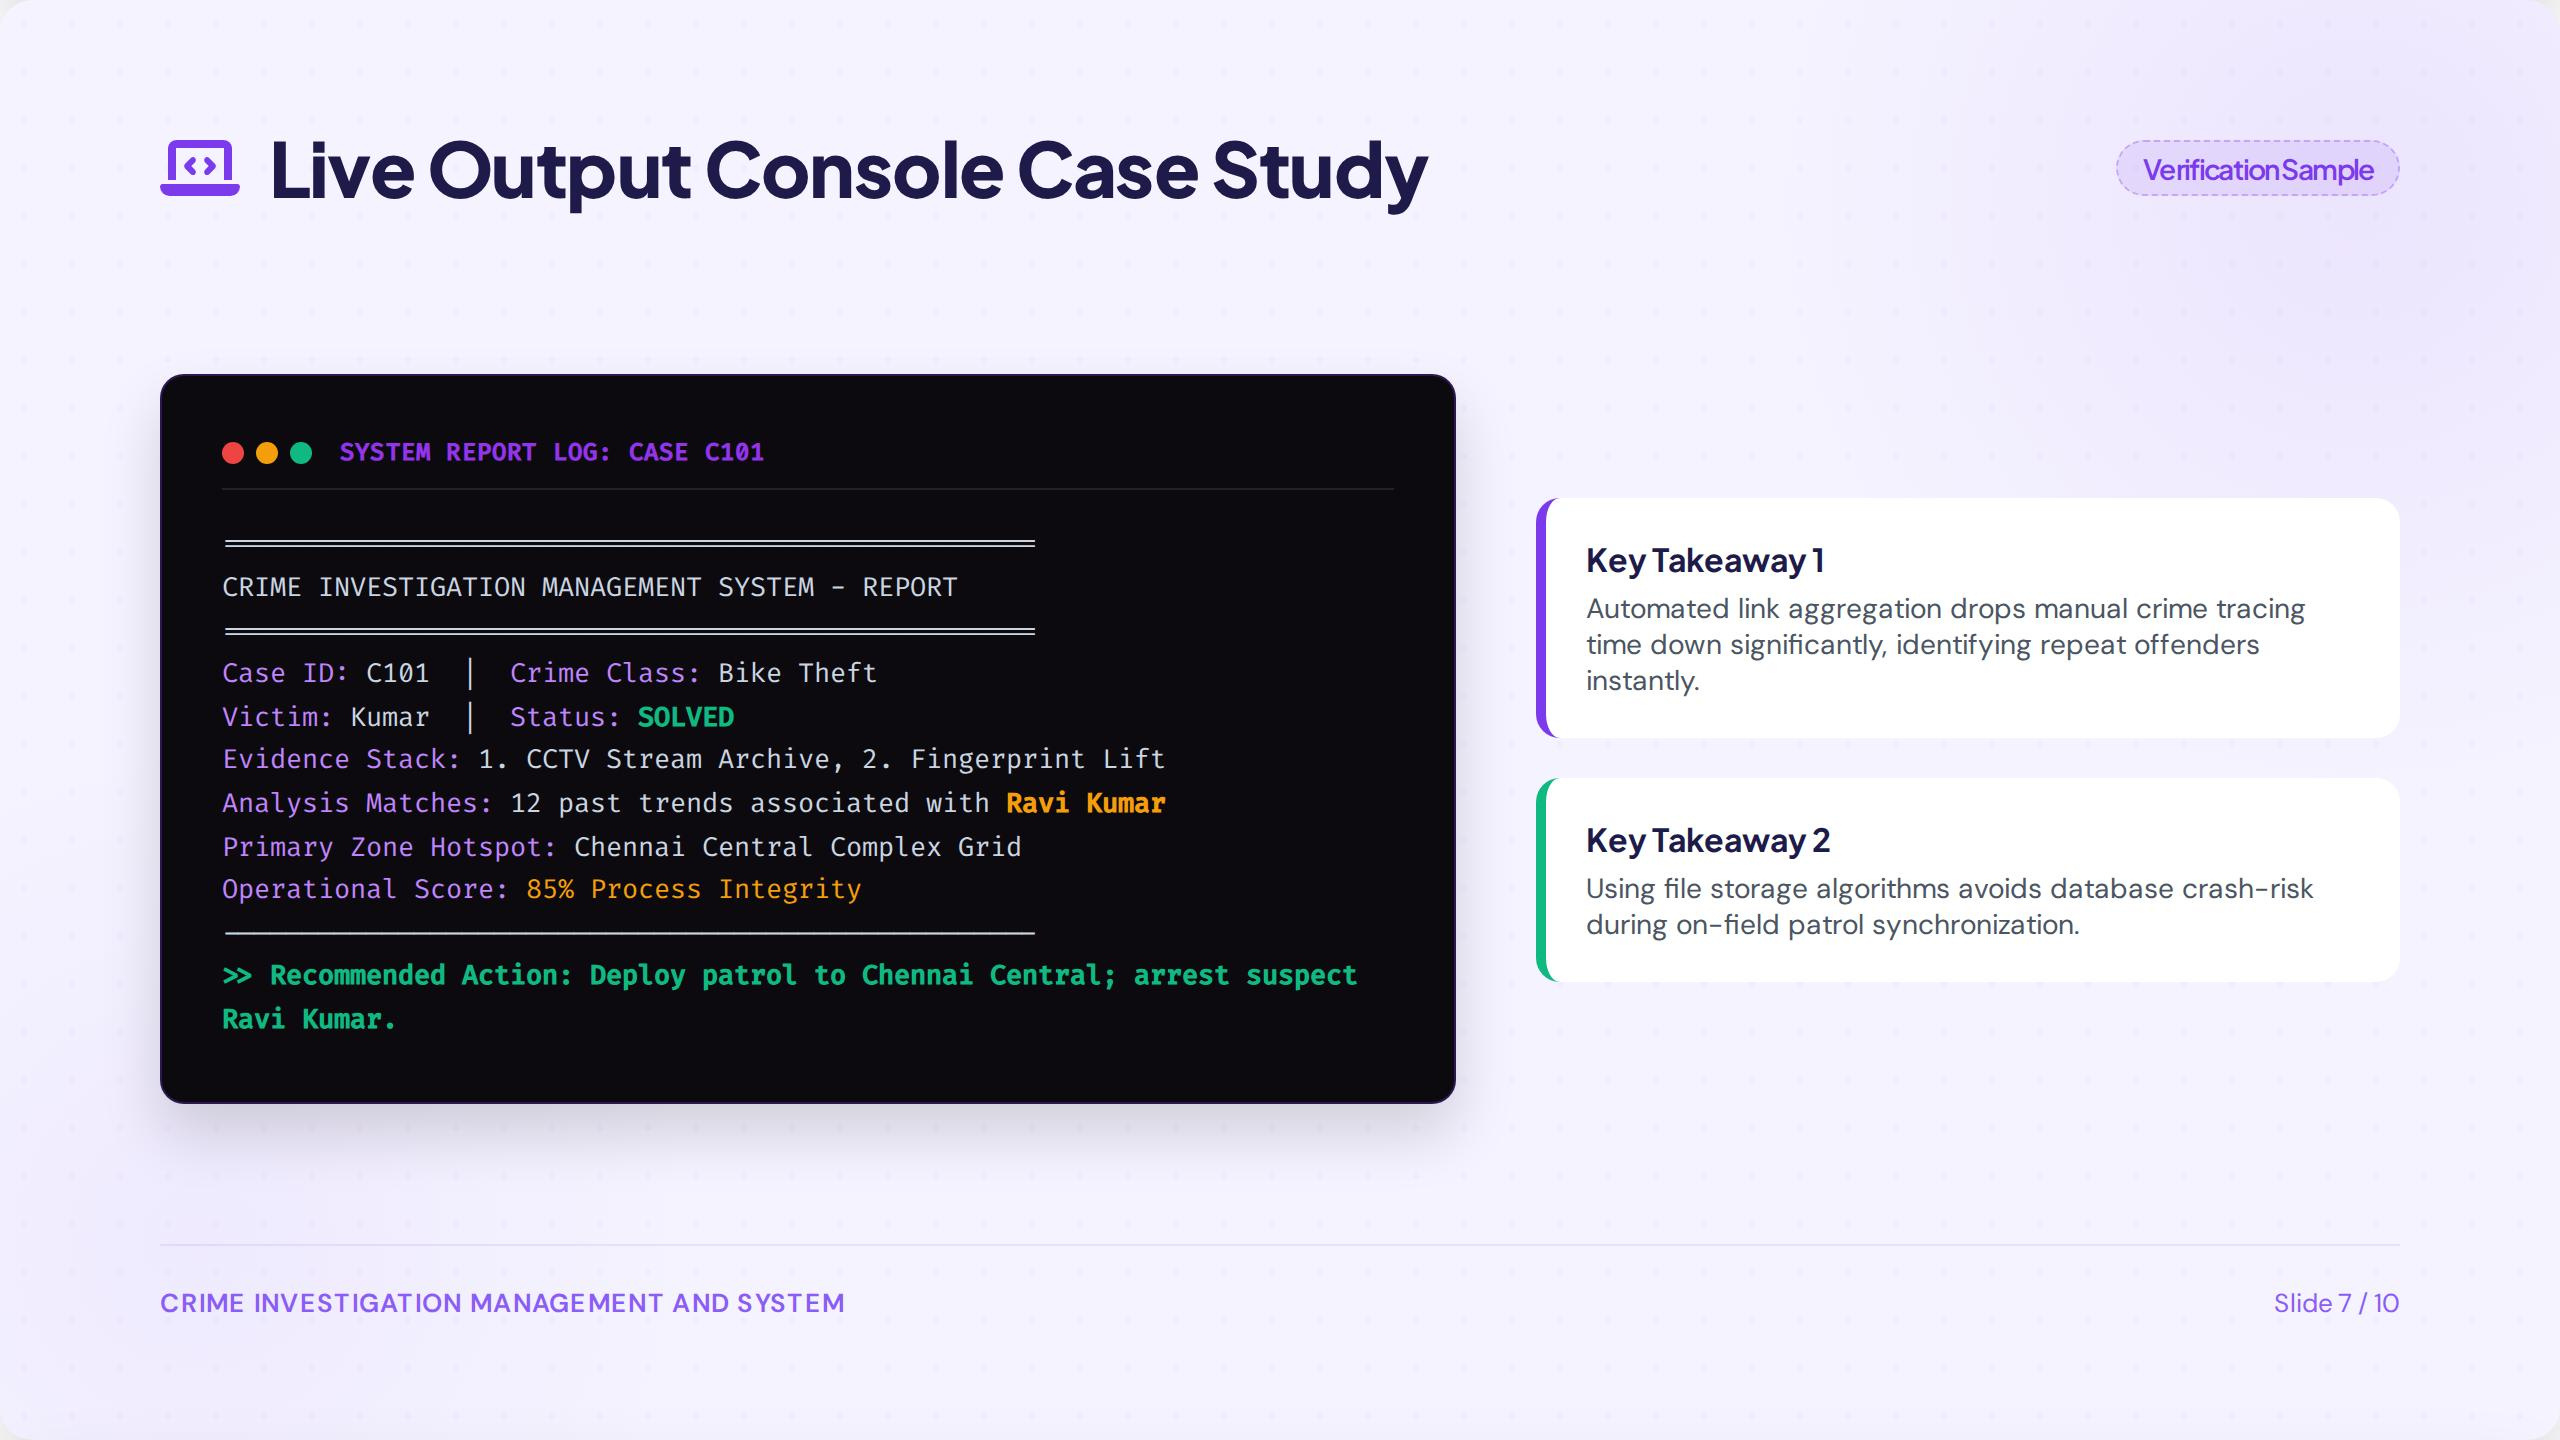 Live Output Console Case Study
Verification Sample
SYSTEM REPORT LOG: CASE C101
CRIME INVESTIGATION MANAGEMENT SYSTEM - REPORT
Case ID: C101 | Crime Class: Bike Theft
Victim: Kumar | Status: SOLVED
Evidence Stack: 1. CCTV Stream Archive, 2. Fingerprint Lift
Analysis Matches: 12 past trends associated with Ravi Kumar
Primary Zone Hotspot: Chennai Central Complex Grid
Operational Score: 85% Process Integrity
>> Recommended Action: Deploy patrol to Chennai Central; arrest suspect
Ravi Kumar.
Key Takeaway 1
Automated link aggregation drops manual crime tracing
time down significantly, identifying repeat offenders
instantly.
Key Takeaway 2
Using file storage algorithms avoids database crash-risk
during on-field patrol synchronization.
CRIME INVESTIGATION MANAGEMENT AND SYSTEM
Slide 7 / 10